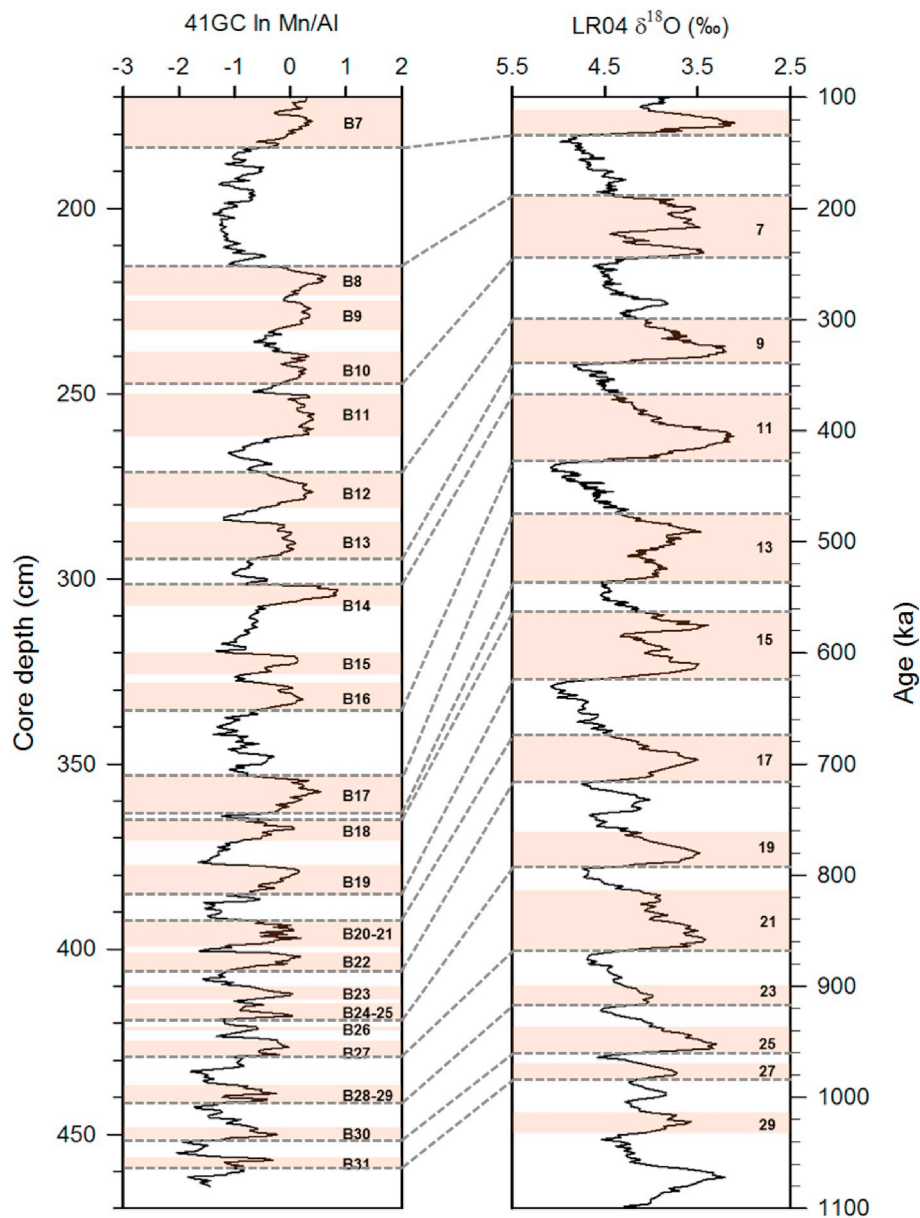 41GC ln Mn/Al
-3 -2 -1 0 1 2
LR04 δ18O (‰)
5.5 4.5 3.5 2.5
Core depth (cm)
200
250
300
350
400
450
B7
B8
B9
B10
B11
B12
B13
B14
B15
B16
B17
B18
B19
B20-21
B22
B23
B24-25
B26
B27
B28-29
B30
B31
7
9
11
13
15
17
19
21
23
25
27
29
100
200
300
400
500
600
700
800
900
1000
1100
Age (ka)